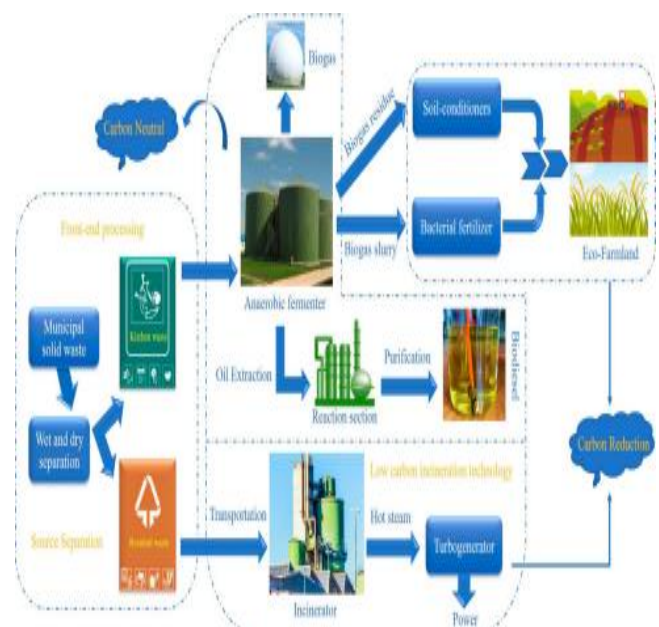 Biogas
Carbon Neutral
Biogas residue
Soil-conditioners
Front-end processing
Biogas slurry
Bacterial fertilizer
Eco-Farmland
Anaerobic fermenter
Kitchen waste
Municipal
solid waste
Oil Extraction
Purification
Biodiesel
Reaction section
Wet and dry
separation
Carbon Reduction
Low carbon incineration technology
Transportation
Hot steam
Source Separation
Turbogenerator
Incinerator
Power